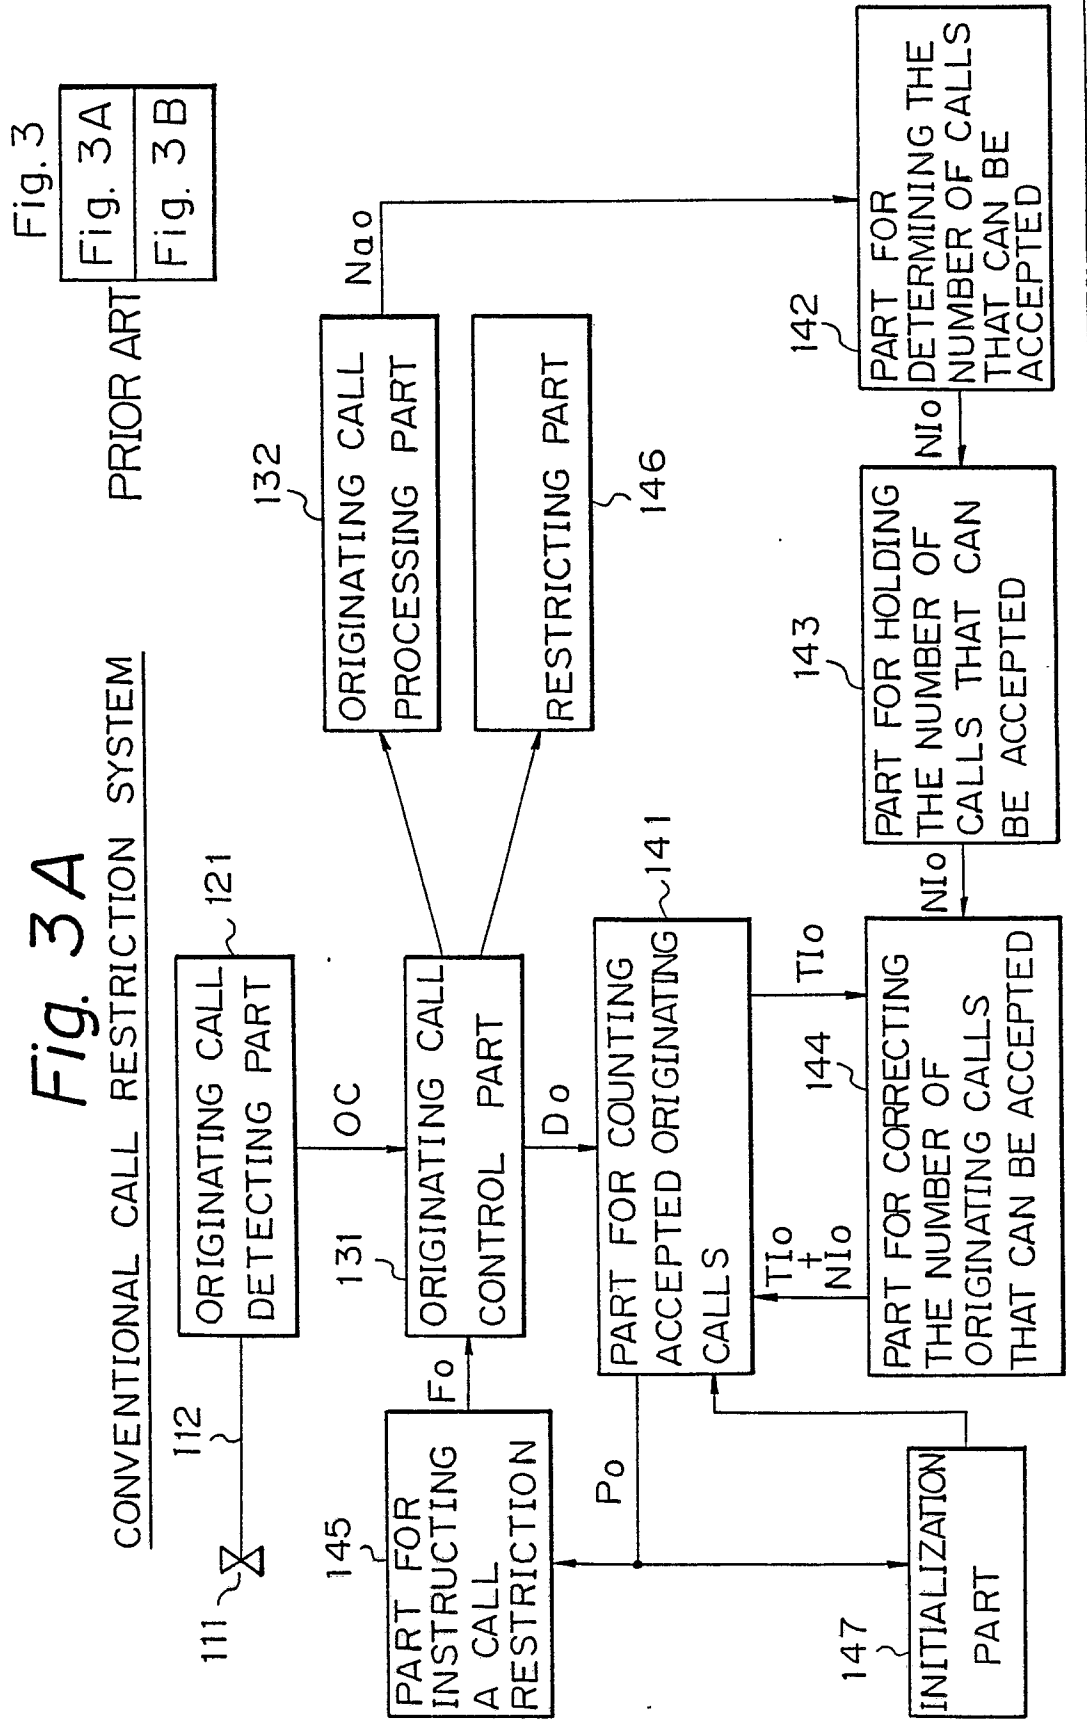 Fig. 3A
CONVENTIONAL CALL RESTRICTION SYSTEM
PRIOR ART
Fig. 3
Fig. 3A
Fig. 3B
111
112
ORIGINATING CALL
DETECTING PART
121
OC
145
PART FOR
INSTRUCTING
A CALL
RESTRICTION
Fo
131
ORIGINATING CALL
CONTROL PART
132
ORIGINATING CALL
PROCESSING PART
Nao
RESTRICTING PART
146
Do
Po
PART FOR COUNTING
ACCEPTED ORIGINATING
CALLS
141
TIo
+
NIo
TIo
147
INITIALIZATION
PART
144
PART FOR CORRECTING
THE NUMBER OF
ORIGINATING CALLS
THAT CAN BE ACCEPTED
NIo
143
PART FOR HOLDING
THE NUMBER OF
CALLS THAT CAN
BE ACCEPTED
NIo
142
PART FOR
DETERMINING THE
NUMBER OF CALLS
THAT CAN BE
ACCEPTED